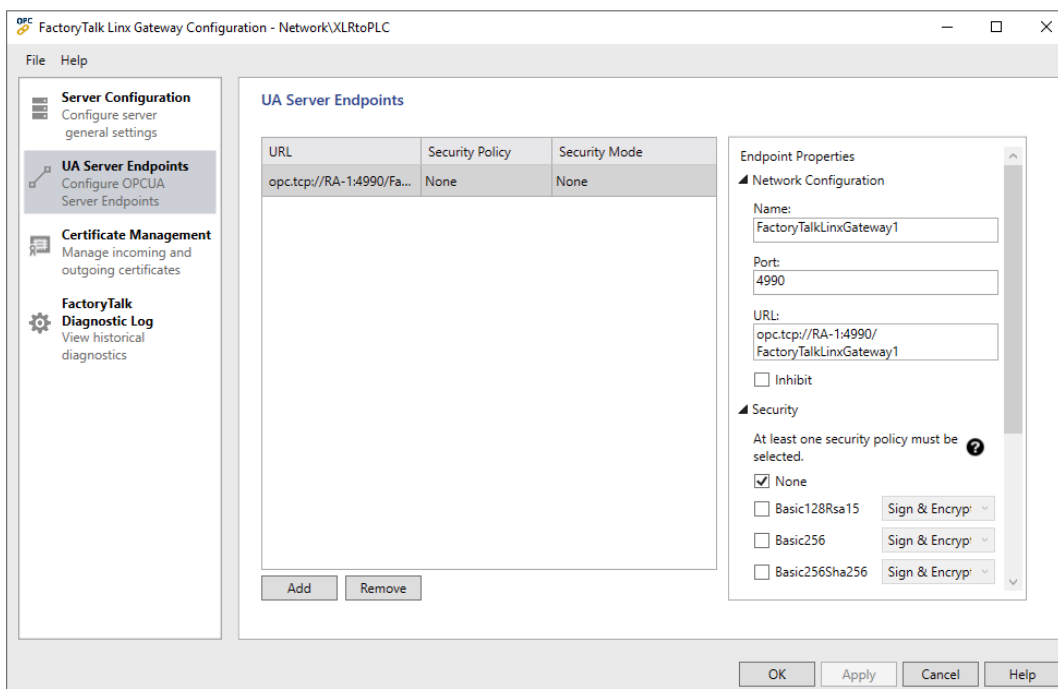 OPC
FactoryTalk Linx Gateway Configuration - Network\XLRtoPLC
File Help
Server Configuration
Configure server
general settings
UA Server Endpoints
Configure OPCUA
Server Endpoints
Certificate Management
Manage incoming and
outgoing certificates
FactoryTalk
Diagnostic Log
View historical
diagnostics
UA Server Endpoints
URL Security Policy Security Mode
opc.tcp://RA-1:4990/Fa... None None
Add Remove
Endpoint Properties
Network Configuration
Name:
FactoryTalkLinxGateway1
Port:
4990
URL:
opc.tcp://RA-1:4990/
FactoryTalkLinxGateway1
Inhibit
Security
At least one security policy must be
selected. ?
None
Basic128Rsa15 Sign & Encryp
Basic256 Sign & Encryp
Basic256Sha256 Sign & Encryp
OK Apply Cancel Help